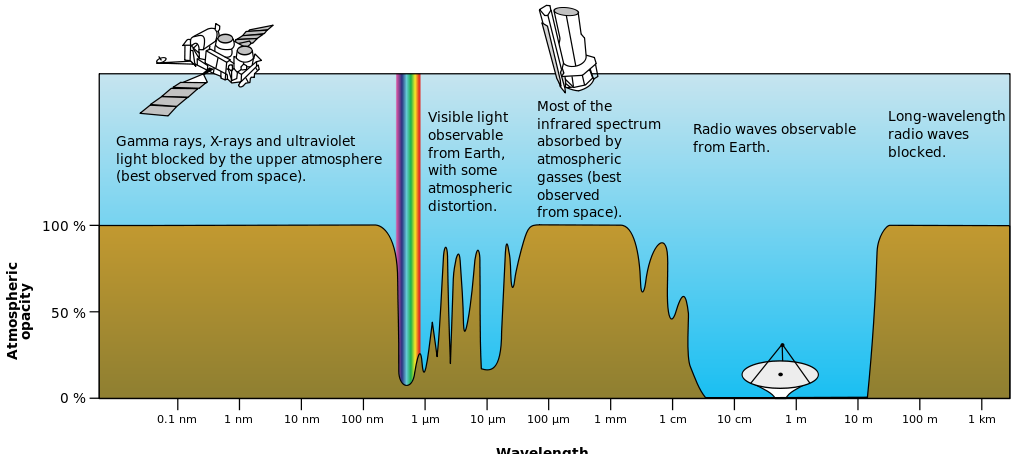 Gamma rays, X-rays and ultraviolet
light blocked by the upper atmosphere
(best observed from space).
Visible light
observable
from Earth,
with some
atmospheric
distortion.
Most of the
infrared spectrum
absorbed by
atmospheric
gasses (best
observed
from space).
Radio waves observable
from Earth.
Long-wavelength
radio waves
blocked.
Atmospheric
opacity
100 %
50 %
0 %
0.1 nm
1 nm
10 nm
100 nm
1 µm
10 µm
100 µm
1 mm
1 cm
10 cm
1 m
10 m
100 m
1 km
Wavelength